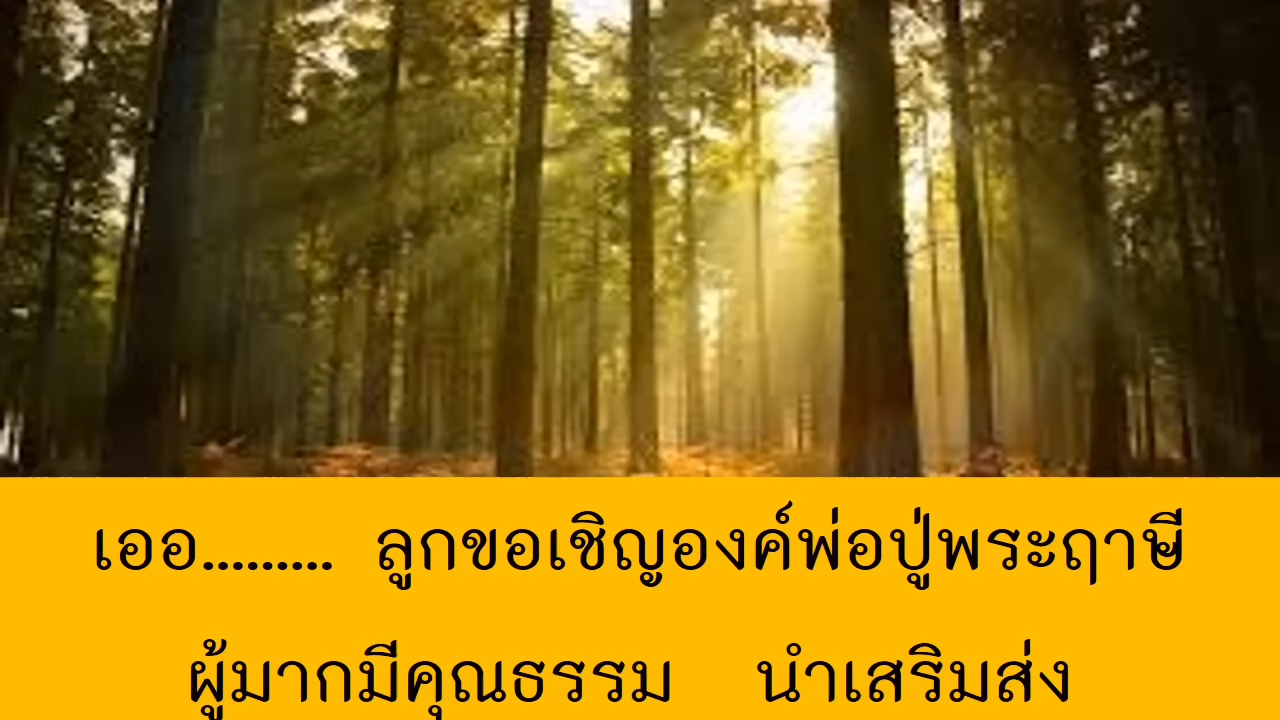 เออ......... ลูกขอเชิญองค์พ่อปู่พระฤาษี
ผู้มากมีคุณธรรม นำเสริมส่ง